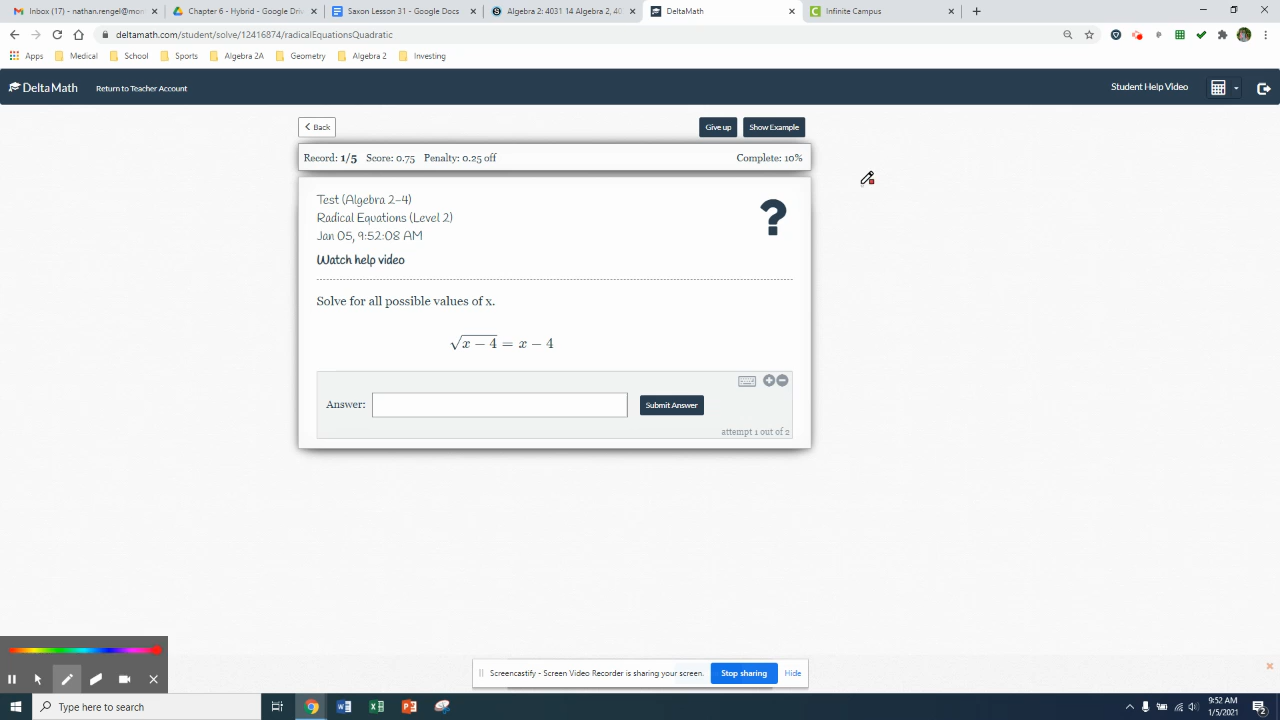 Inbox (17) - nathan.rengel@moo
Chapter 6 - Hybrid - Google Driv
Saxon Lesson 31 - Google Docs
Algebra 2: 4031 14 Algebra 2, 40
DeltaMath
Infinite Campus
deltamath.com/student/solve/12416874/radicalEquationsQuadratic
Apps Medical School Sports Algebra 2A Geometry Algebra 2 Investing
DeltaMath Return to Teacher Account Student Help Video
Back Give up Show Example
Record: 1/5 Score: 0.75 Penalty: 0.25 off Complete: 10%
Test (Algebra 2-4)
Radical Equations (Level 2)
Jan 05, 9:52:08 AM
Watch help video
?
Solve for all possible values of x.
√x − 4 = x − 4
Answer: Submit Answer
attempt 1 out of 2
Screencastify - Screen Video Recorder is sharing your screen. Stop sharing Hide
Type here to search
9:52 AM
1/5/2021
2